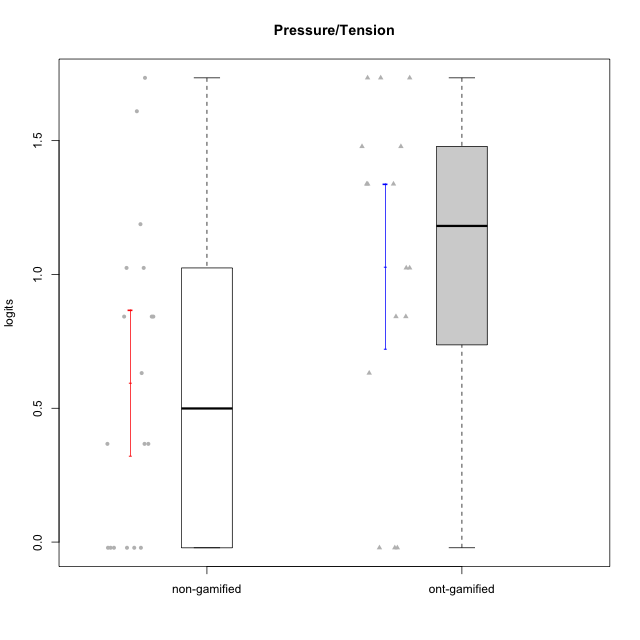 Pressure/Tension
logits
1.5
1.0
0.5
0.0
non-gamified
ont-gamified